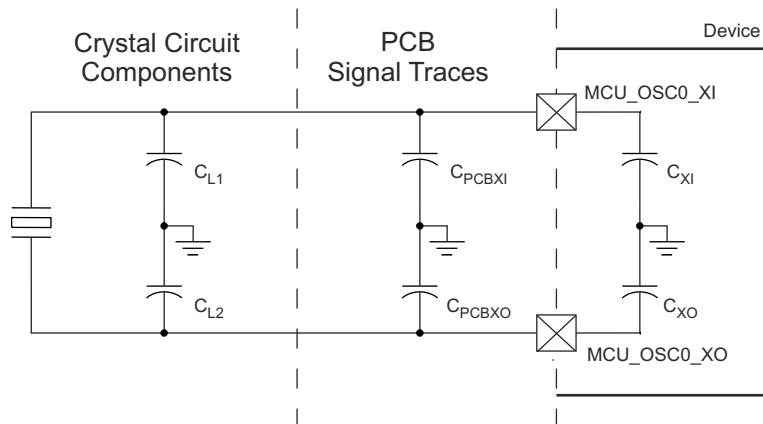 Crystal Circuit
Components
PCB
Signal Traces
Device
MCU_OSC0_XI
CL1
CPCBXI
CXI
CL2
CPCBXO
CXO
MCU_OSC0_XO